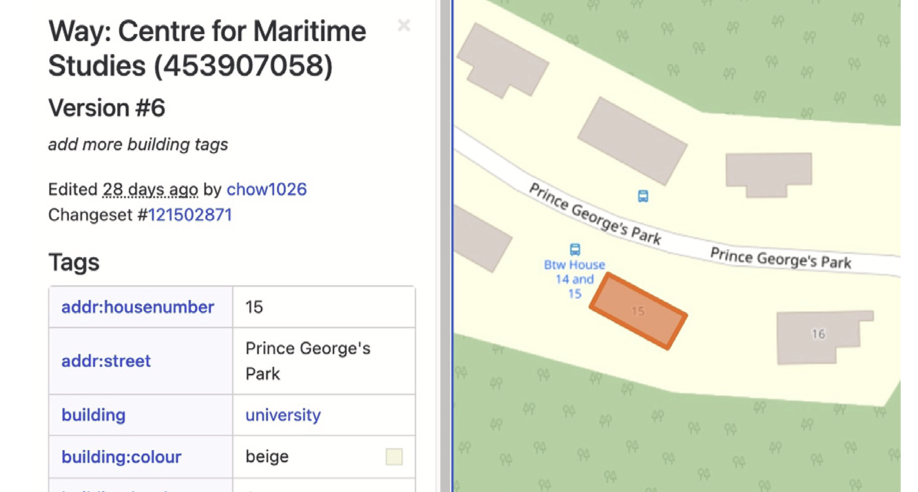 Way: Centre for Maritime
Studies (453907058)
×
Version #6
add more building tags
Edited 28 days ago by chow1026
Changeset #121502871
Tags
addr:housenumber 15
addr:street Prince George's
Park
building university
building:colour beige
Prince George's Park
Prince George's Park
Btw House
14 and
15
15
16